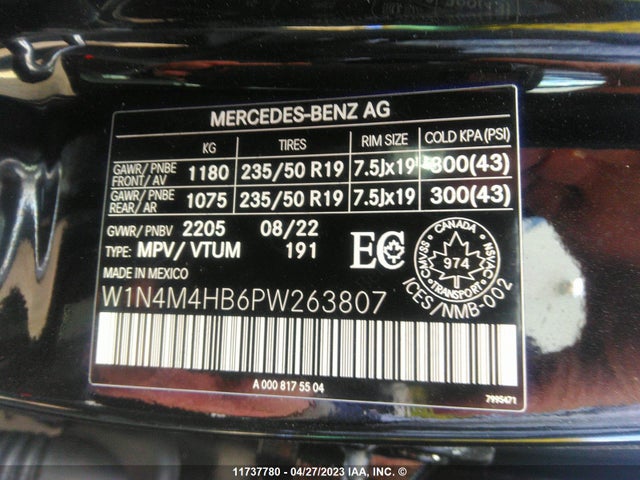 MERCEDES-BENZ AG
KG TIRES RIM SIZE COLD KPA(PSI)
GAWR/PNBE FRONT/AV 1180 235/50 R19 7.5Jx19 300(43)
GAWR/PNBE REAR/AR 1075 235/50 R19 7.5Jx19 300(43)
GVWR/PNBV 2205 08/22
TYPE: MPV/VTUM 191
MADE IN MEXICO
EC
CANADA
CMVSS NSVAC
974
TRANSPORT
ICES/NMB-002
W1N4M4HB6PW263807
A 000 817 55 04
7995471
11737780 - 04/27/2023 IAA, INC. ©